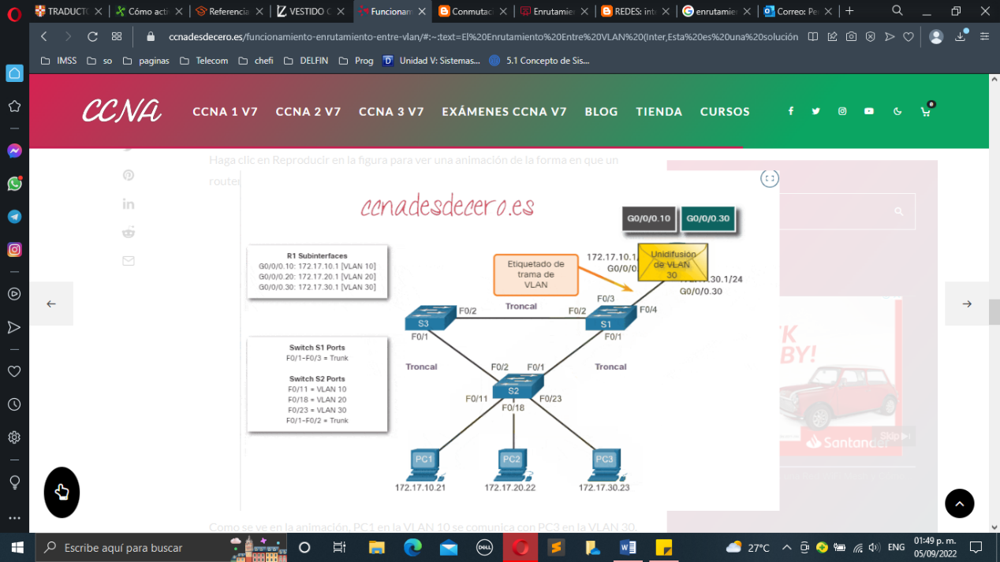 TRADUCTO
Cómo acti
Referencia
VESTIDO C
Funcionam
Conmutac
Enrutamie
REDES: int
enrutamie
Correo: Pe
ccnadesdecero.es/funcionamiento-enrutamiento-entre-vlan/#:~:text=El%20Enrutamiento%20Entre%20VLAN%20(Inter,Esta%20es%20una%20solución
IMSS
so
paginas
Telecom
chefi
DELFIN
Prog
Unidad V: Sistemas...
5.1 Concepto de Sis...
CCNA
CCNA 1 V7
CCNA 2 V7
CCNA 3 V7
EXÁMENES CCNA V7
BLOG
TIENDA
CURSOS
0
Haga clic en Reproducir en la figura para ver una animación de la forma en que un
router
ccnadesdecero.es
G0/0/0.10
G0/0/0.30
R1 Subinterfaces
G0/0/0.10: 172.17.10.1 [VLAN 10]
G0/0/0.20: 172.17.20.1 [VLAN 20]
G0/0/0.30: 172.17.30.1 [VLAN 30]
Etiquetado de
trama de
VLAN
172.17.10.1/
G0/0/0
Unidifusión
de VLAN
30
172.17.30.1/24
G0/0/0.30
Troncal
F0/3
F0/2
F0/2
F0/4
S3
S1
F0/1
F0/1
Switch S1 Ports
F0/1-F0/3 = Trunk
Switch S2 Ports
F0/11 = VLAN 10
F0/18 = VLAN 20
F0/23 = VLAN 30
F0/1-F0/2 = Trunk
Troncal
F0/2
F0/1
Troncal
S2
F0/11
F0/18
F0/23
PC1
PC2
PC3
172.17.10.21
172.17.20.22
172.17.30.23
BY!
Santander
Skip
Como se ve en la animación, PC1 en la VLAN 10 se comunica con PC3 en la VLAN 30.
Escribe aquí para buscar
DELL
27°C
ENG
01:49 p. m.
05/09/2022